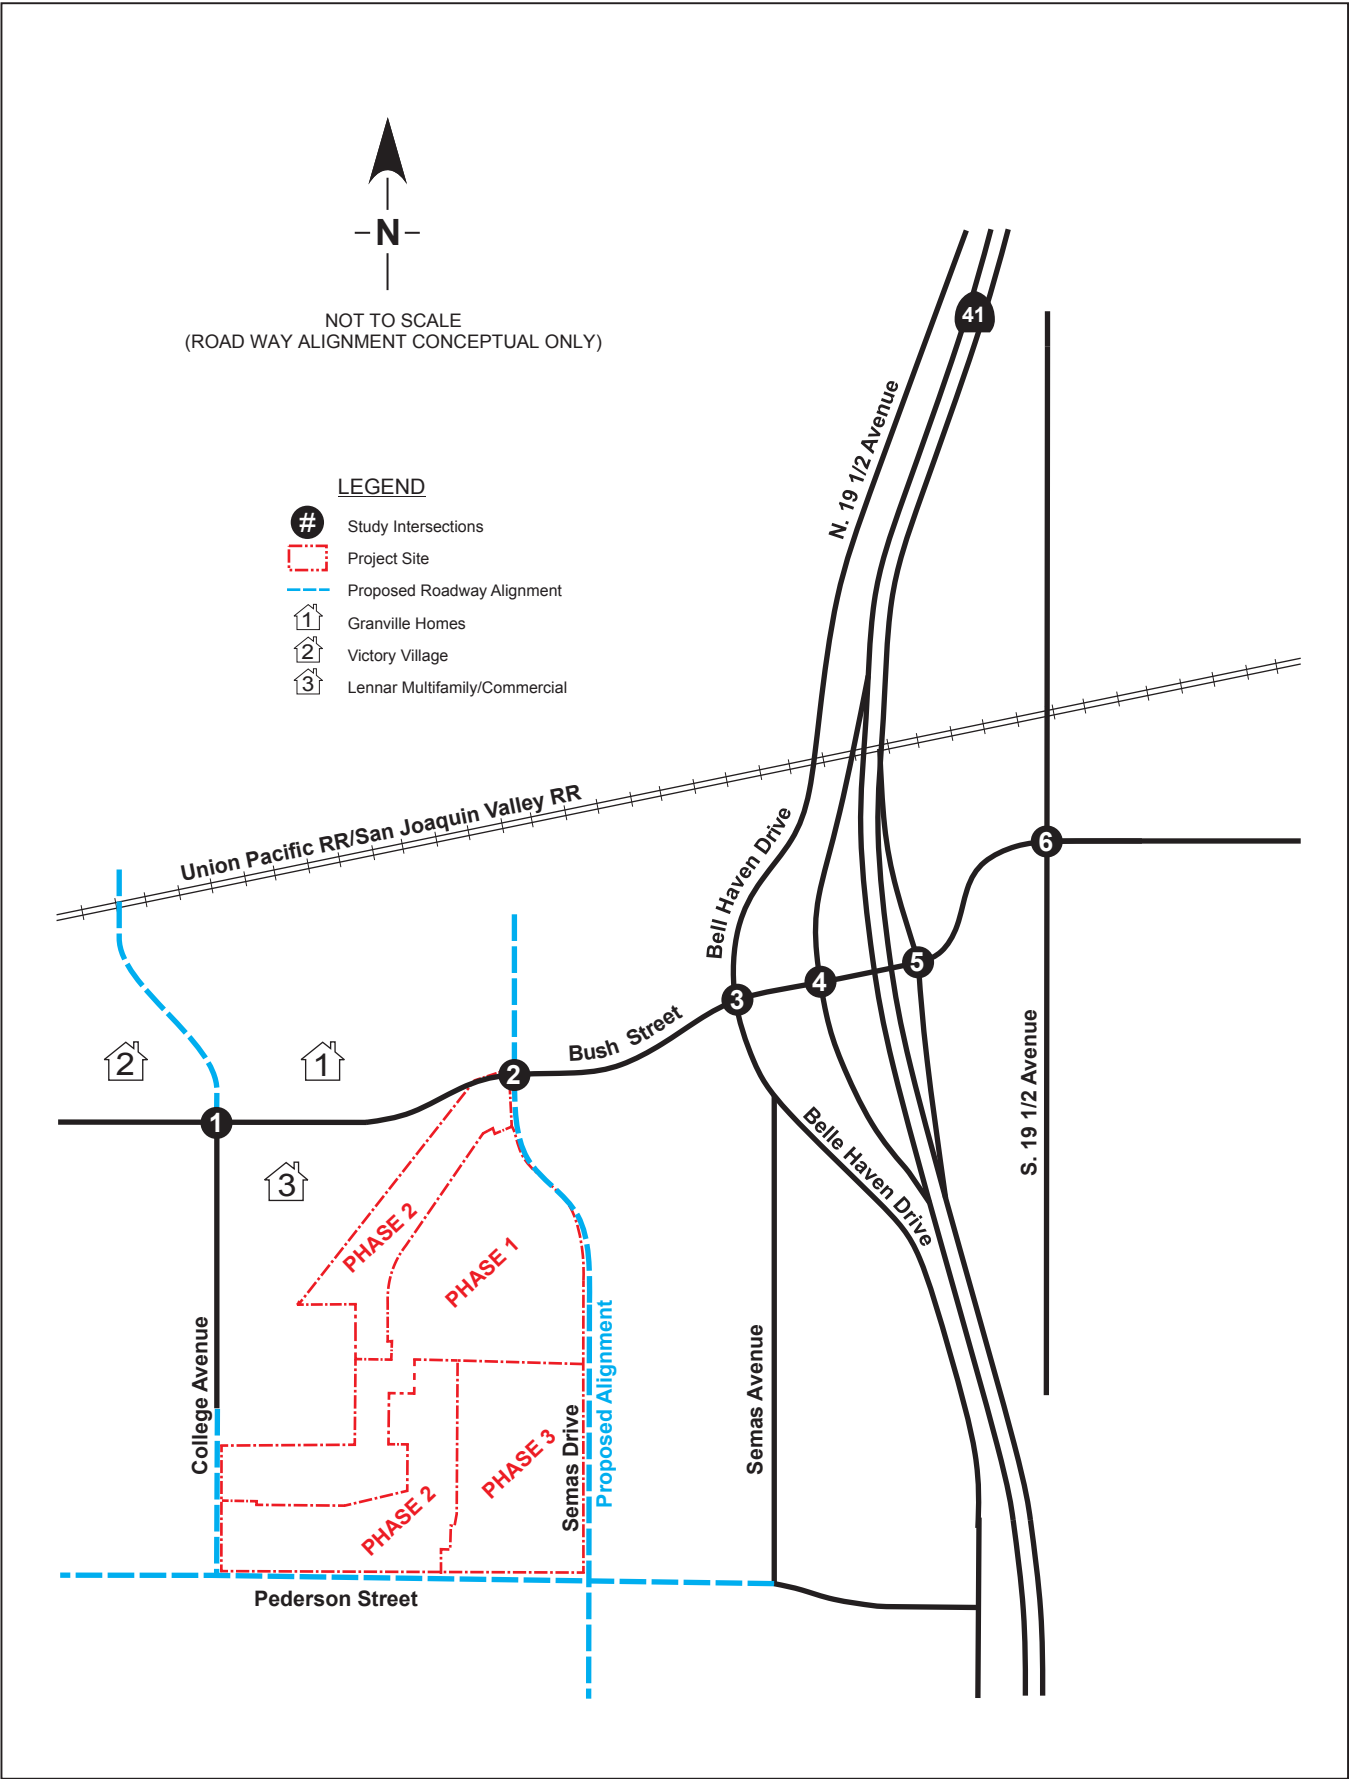 N
NOT TO SCALE
(ROAD WAY ALIGNMENT CONCEPTUAL ONLY)
41
N. 19 1/2 Avenue
LEGEND
# Study Intersections
Project Site
Proposed Roadway Alignment
1 Granville Homes
2 Victory Village
3 Lennar Multifamily/Commercial
Union Pacific RR/San Joaquin Valley RR
Bell Haven Drive
6
5
4
3
Bush Street
2
1
2
1
3
S. 19 1/2 Avenue
Belle Haven Drive
PHASE 2
PHASE 1
College Avenue
Semas Drive
Proposed Alignment
Semas Avenue
PHASE 3
PHASE 2
Pederson Street